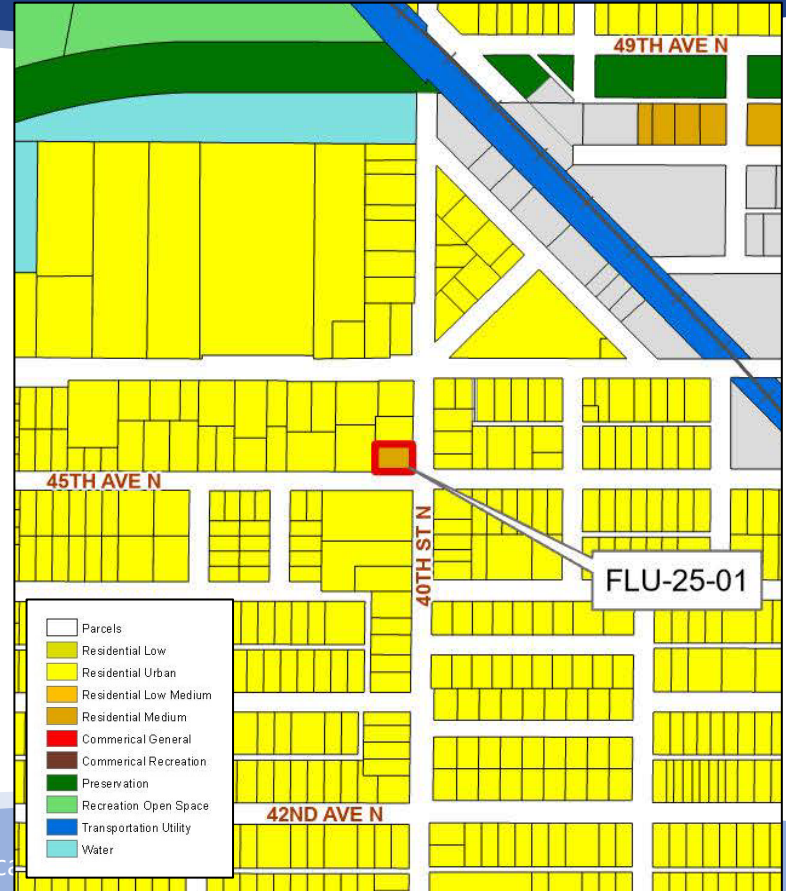 49TH AVE N
45TH AVE N
40TH ST N
FLU-25-01
Parcels
Residential Low
Residential Urban
Residential Low Medium
Residential Medium
Commerical General
Commerical Recreation
Preservation
Recreation Open Space
Transportation Utility
Water
42ND AVE N